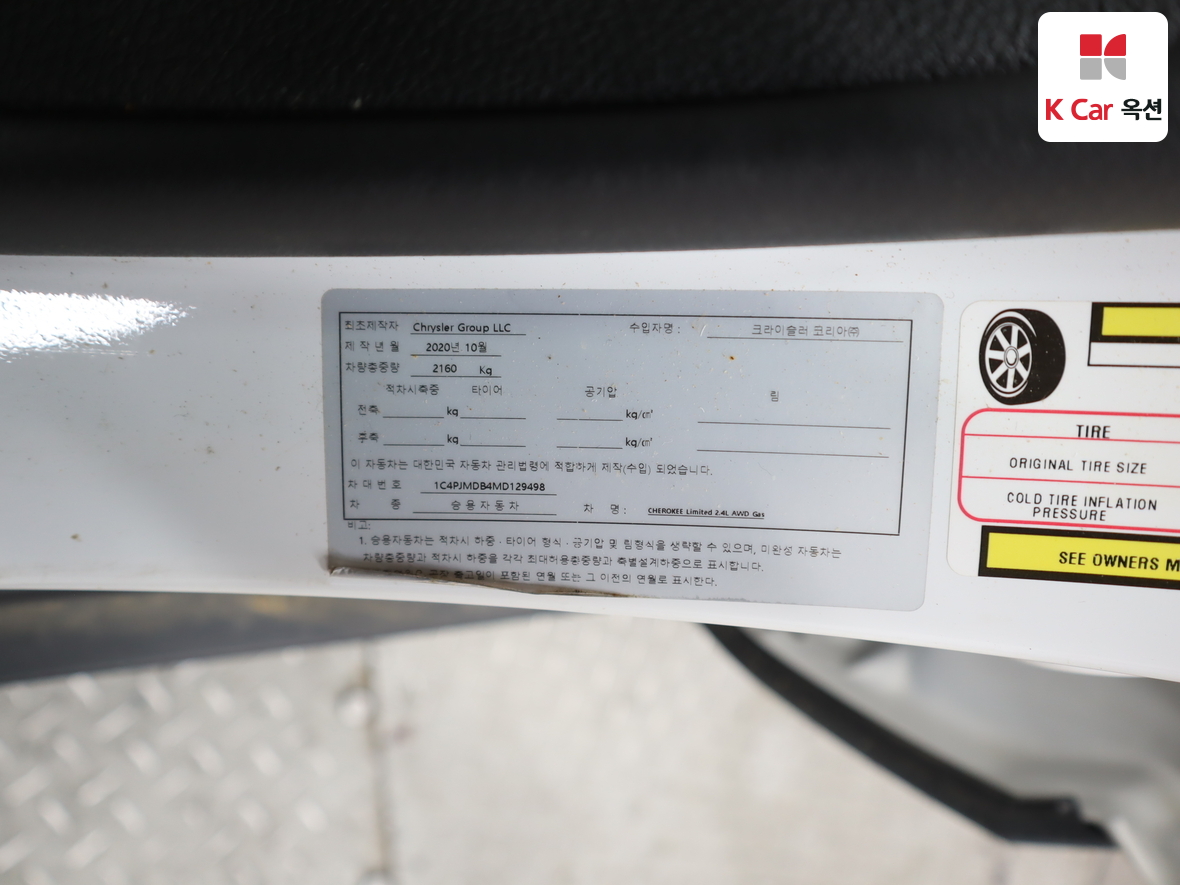 K Car 옥션
최초제작자 Chrysler Group LLC 수입자명 : 크라이슬러 코리아㈜
제 작 년 월 2020년 10월
차량총중량 2160 Kg
적차시축중 타이어 공기압 림
전축 kg kg/㎠
후축 kg kg/㎠
이 자동차는 대한민국 자동차 관리법령에 적합하게 제작(수입) 되었습니다.
차 대 번 호 1C4PJMDB4MD129498
차 종 승 용 자 동 차 차 명 : CHEROKEE Limited 2.4L AWD Gas
비고:
1. 승용자동차는 적차시 하중 · 타이어 형식 · 공기압 및 림형식을 생략할 수 있으며, 미완성 자동차는
차량총중량과 적차시 하중을 각각 최대허용총중량과 축별설계하중으로 표시합니다.
출고일이 포함된 연월 또는 그 이전의 연월로 표시한다.
TIRE
ORIGINAL TIRE SIZE
COLD TIRE INFLATION
PRESSURE
SEE OWNERS M